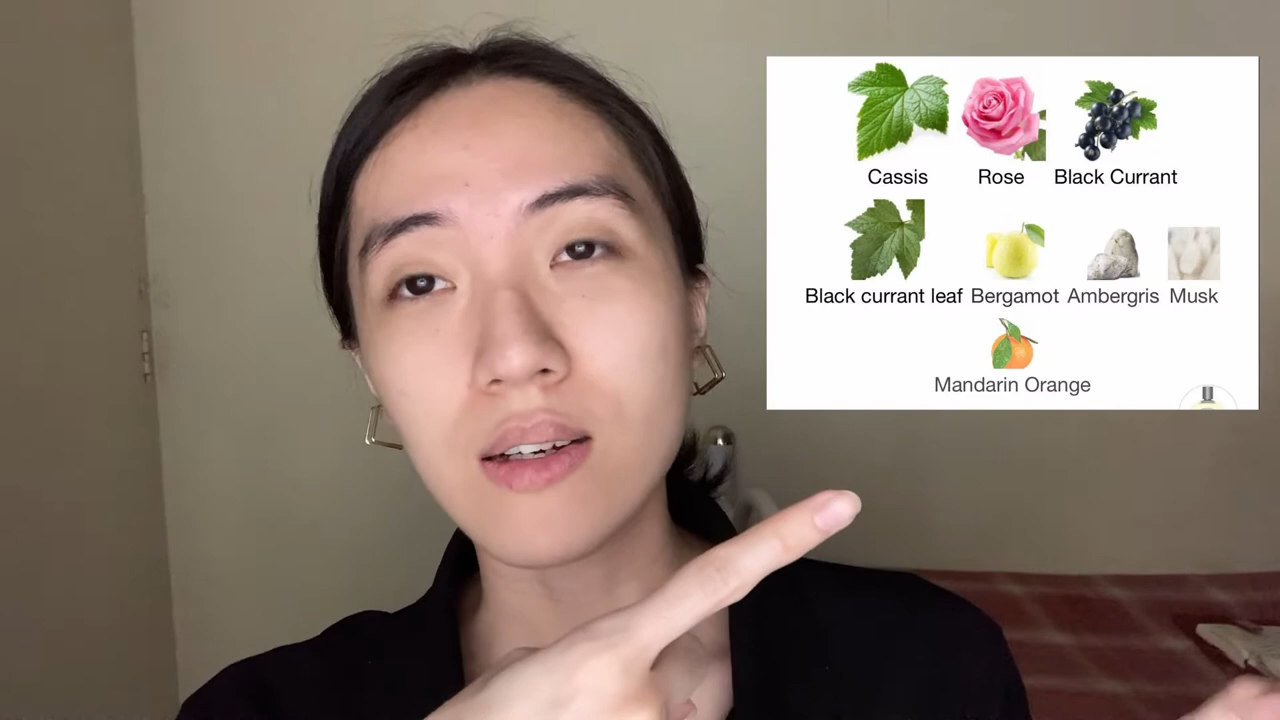 Cassis Rose Black Currant
Black currant leaf Bergamot Ambergris Musk
Mandarin Orange